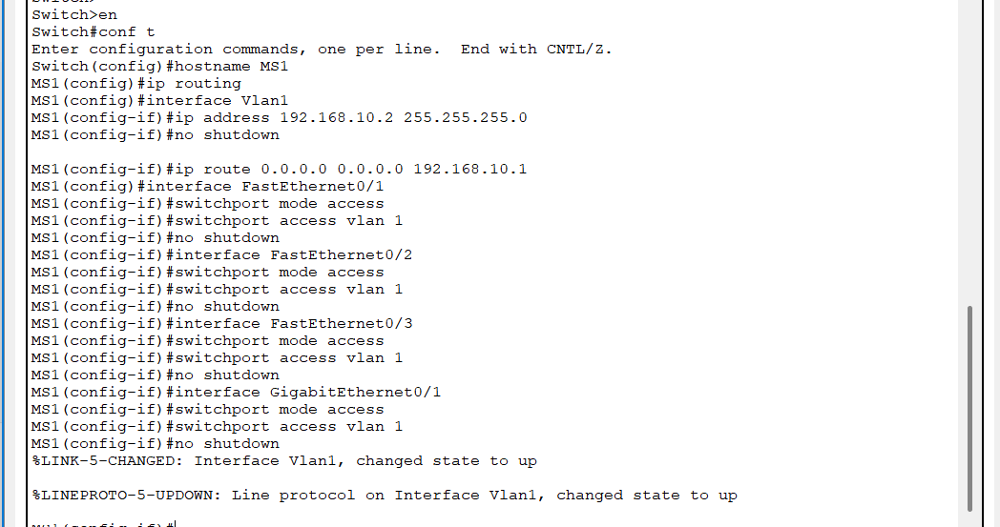 Switch>
Switch>en
Switch#conf t
Enter configuration commands, one per line.  End with CNTL/Z.
Switch(config)#hostname MS1
MS1(config)#ip routing
MS1(config)#interface Vlan1
MS1(config-if)#ip address 192.168.10.2 255.255.255.0
MS1(config-if)#no shutdown
MS1(config-if)#ip route 0.0.0.0 0.0.0.0 192.168.10.1
MS1(config)#interface FastEthernet0/1
MS1(config-if)#switchport mode access
MS1(config-if)#switchport access vlan 1
MS1(config-if)#no shutdown
MS1(config-if)#interface FastEthernet0/2
MS1(config-if)#switchport mode access
MS1(config-if)#switchport access vlan 1
MS1(config-if)#no shutdown
MS1(config-if)#interface FastEthernet0/3
MS1(config-if)#switchport mode access
MS1(config-if)#switchport access vlan 1
MS1(config-if)#no shutdown
MS1(config-if)#interface GigabitEthernet0/1
MS1(config-if)#switchport mode access
MS1(config-if)#switchport access vlan 1
MS1(config-if)#no shutdown
%LINK-5-CHANGED: Interface Vlan1, changed state to up
%LINEPROTO-5-UPDOWN: Line protocol on Interface Vlan1, changed state to up
MS1(config-if)#